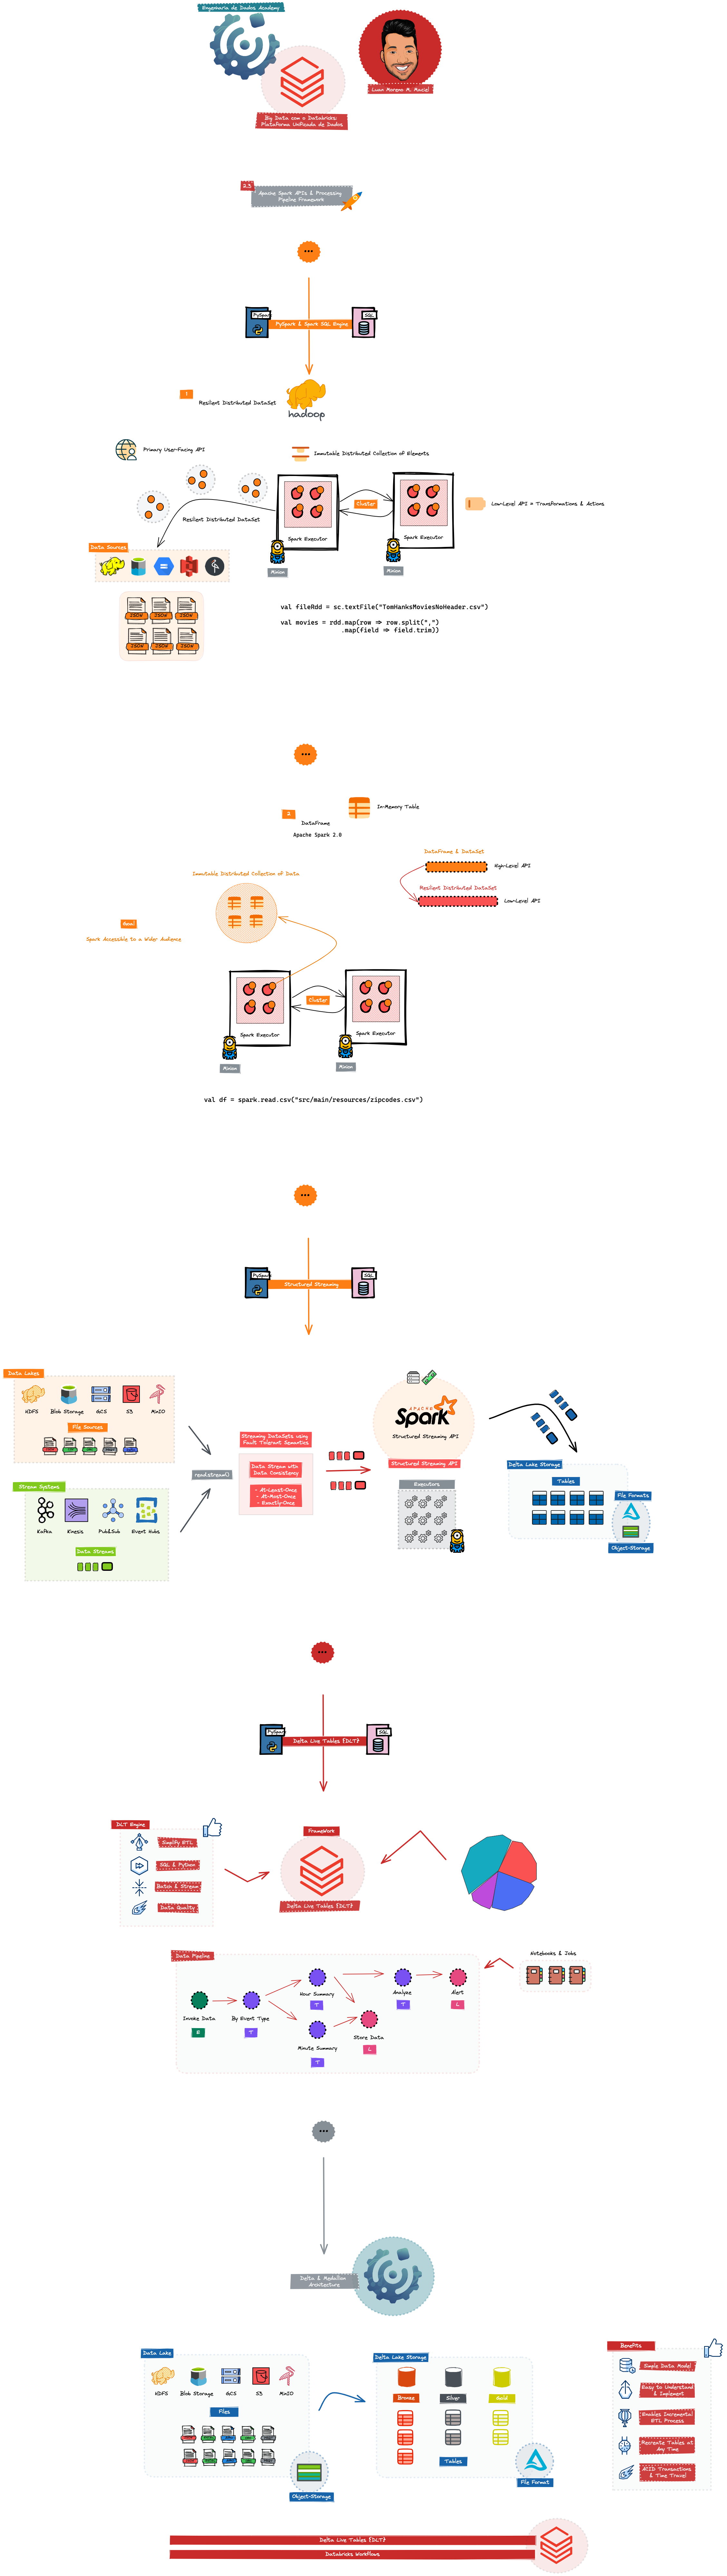 Engenharia de Dados Academy
Luan Moreno M. Maciel
Big Data com o Databricks:
Plataforma Unificada de Dados
2.3
Apache Spark APIs & Processing
Pipeline Framework
PySpark
SQL
PySpark & Spark SQL Engine
1
Resilient Distributed DataSet
hadoop
Primary User-Facing API
Immutable Distributed Collection of Elements
Cluster
Low-Level API = Transformations & Actions
Resilient Distributed DataSet
Spark Executor
Spark Executor
Data Sources
Minion
Minion
JSON
JSON
JSON
JSON
JSON
JSON
val fileRdd = sc.textFile("TomHanksMoviesNoHeader.csv")
val movies = rdd.map(row => row.split(",")
.map(field => field.trim))
2
DataFrame
In-Memory Table
Apache Spark 2.0
DataFrame & DataSet
High-Level API
Immutable Distributed Collection of Data
Resilient Distributed DataSet
Low-Level API
Spark Accessible to a Wider Audience
Cluster
Spark Executor
Spark Executor
Minion
Minion
val df = spark.read.csv("src/main/resources/zipcodes.csv")
PySpark
SQL
Structured Streaming
Data Lakes
HDFS
Blob Storage
GCS
S3
MinIO
File Sources
Streaming DataSets using
Fault Tolerant Semantics
APACHE
Spark
Structured Streaming API
Structured Streaming API
Data Lake Storage
read.stream()
Data Stream with
Data Consistency
• At-Least-Once
• At-Most-Once
• Exactly-Once
Executors
Tables
File Formats
Object-Storage
Stream Systems
Kafka
Kinesis
Pub&Sub
Event Hubs
Data Streams
PySpark
SQL
Delta Live Tables {DLT}
DLT Engine
Simplify ETL
SQL & Python
Batch & Stream
Data Quality
FrameWork
Delta Live Tables {DLT}
Data Pipeline
Notebooks & Jobs
Hour Summary
T
Analyze
T
Alert
L
Invoke Data
E
By Event Type
T
Store Data
L
Minute Summary
T
Delta & Medallion
Architecture
Data Lake
HDFS
Blob Storage
GCS
S3
MinIO
Files
Object-Storage
Delta Lake Storage
Bronze
Silver
Gold
Tables
File Format
Benefits
Simple Data Model
Easy to Understand
& Implement
Enables Incremental
ETL Process
Recreate Tables at
Any Time
ACID Transactions
& Time Travel
Delta Live Tables {DLT}
Databricks Workflows